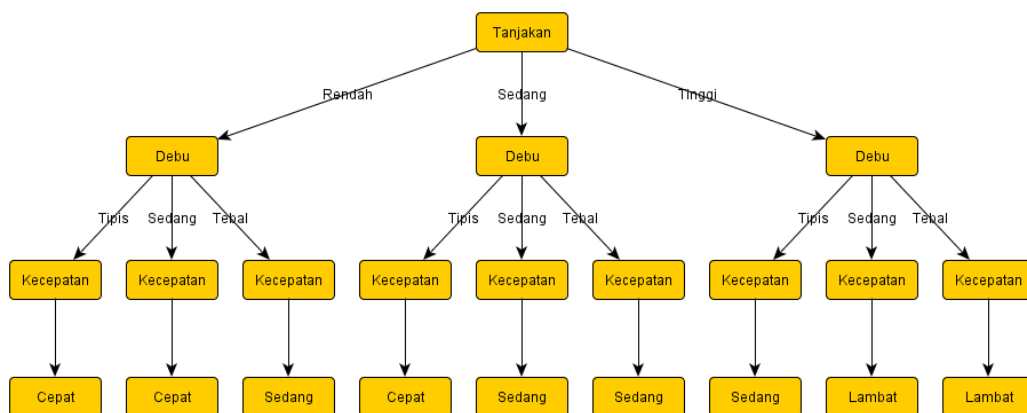 Tanjakan
Rendah Sedang Tinggi
Debu Debu Debu
Tipis Sedang Tebal Tipis Sedang Tebal Tipis Sedang Tebal
Kecepatan Kecepatan Kecepatan Kecepatan Kecepatan Kecepatan Kecepatan Kecepatan Kecepatan
Cepat Cepat Sedang Cepat Sedang Sedang Sedang Lambat Lambat